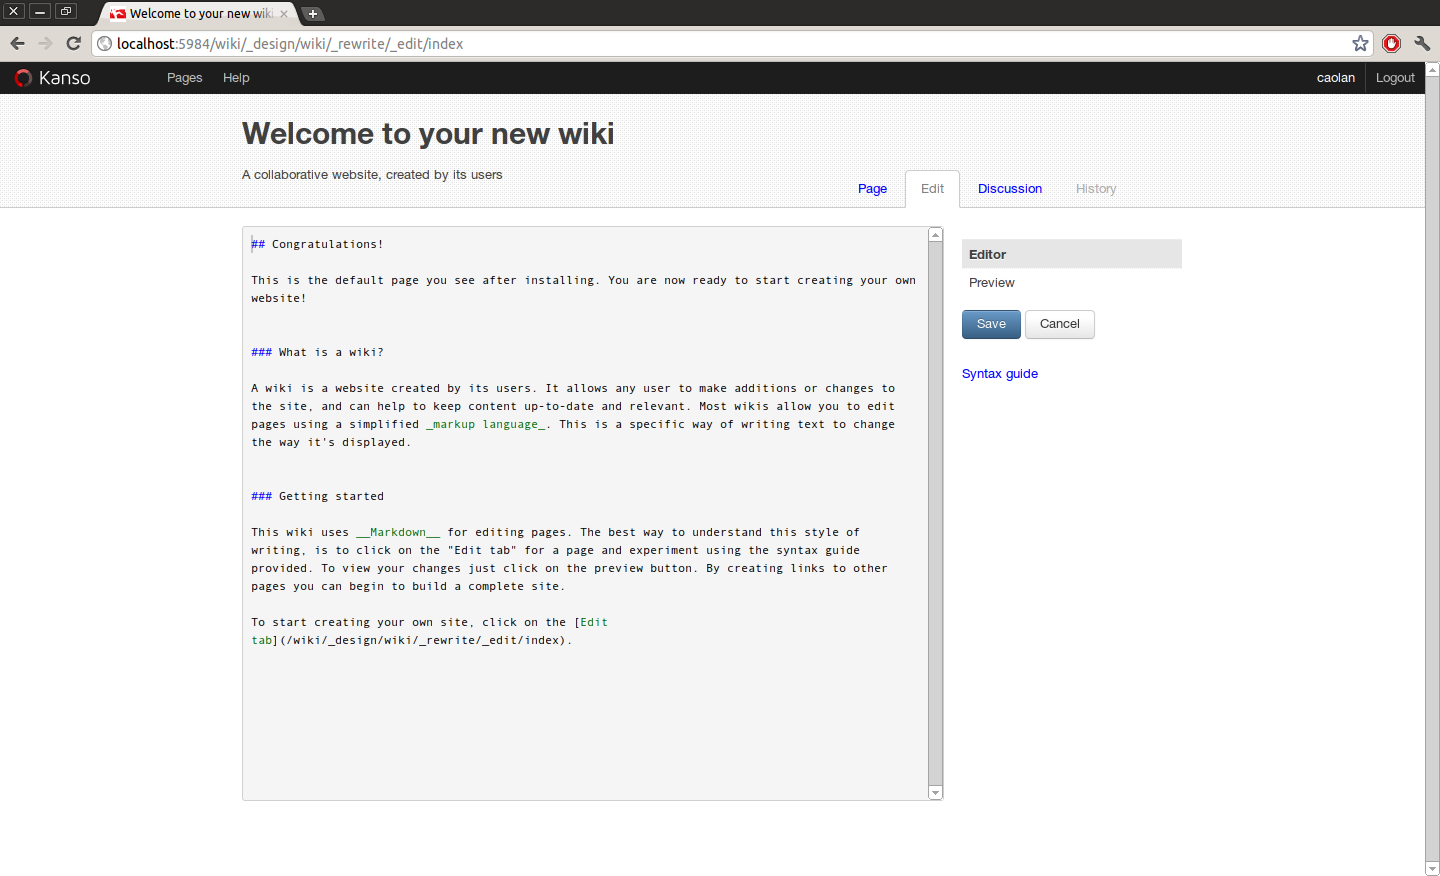 Welcome to your new wiki
localhost:5984/wiki/_design/wiki/_rewrite/_edit/index
Kanso Pages Help caolan Logout
Welcome to your new wiki
A collaborative website, created by its users
Page Edit Discussion History
## Congratulations!
This is the default page you see after installing. You are now ready to start creating your own
website!
### What is a wiki?
A wiki is a website created by its users. It allows any user to make additions or changes to
the site, and can help to keep content up-to-date and relevant. Most wikis allow you to edit
pages using a simplified _markup language_. This is a specific way of writing text to change
the way it's displayed.
### Getting started
This wiki uses __Markdown__ for editing pages. The best way to understand this style of
writing, is to click on the "Edit tab" for a page and experiment using the syntax guide
provided. To view your changes just click on the preview button. By creating links to other
pages you can begin to build a complete site.
To start creating your own site, click on the [Edit
tab](/wiki/_design/wiki/_rewrite/_edit/index).
Editor
Preview
Save Cancel
Syntax guide